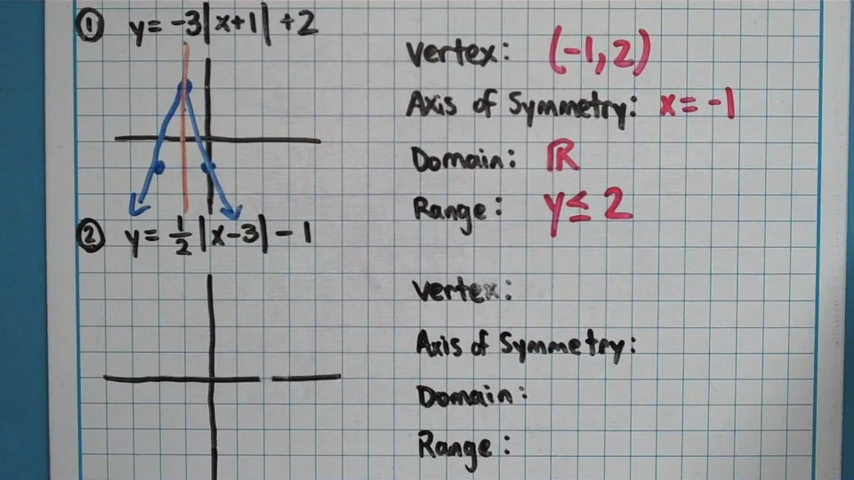 ① y = -3|x+1| +2
Vertex: (-1,2)
Axis of Symmetry: x = -1
Domain: ℝ
Range: y ≤ 2
② y = 1/2 |x-3| - 1
Vertex:
Axis of Symmetry:
Domain:
Range: